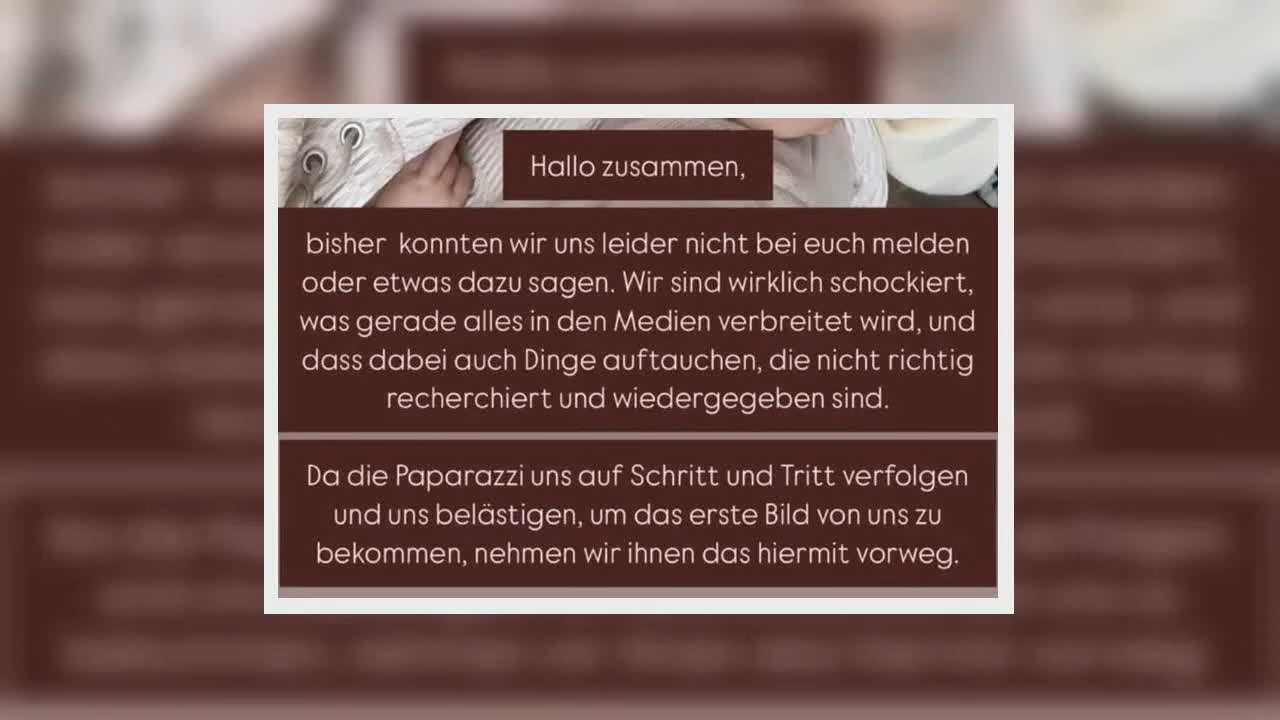 Hallo zusammen,
bisher konnten wir uns leider nicht bei euch melden
oder etwas dazu sagen. Wir sind wirklich schockiert,
was gerade alles in den Medien verbreitet wird, und
dass dabei auch Dinge auftauchen, die nicht richtig
recherchiert und wiedergegeben sind.
Da die Paparazzi uns auf Schritt und Tritt verfolgen
und uns belästigen, um das erste Bild von uns zu
bekommen, nehmen wir ihnen das hiermit vorweg.